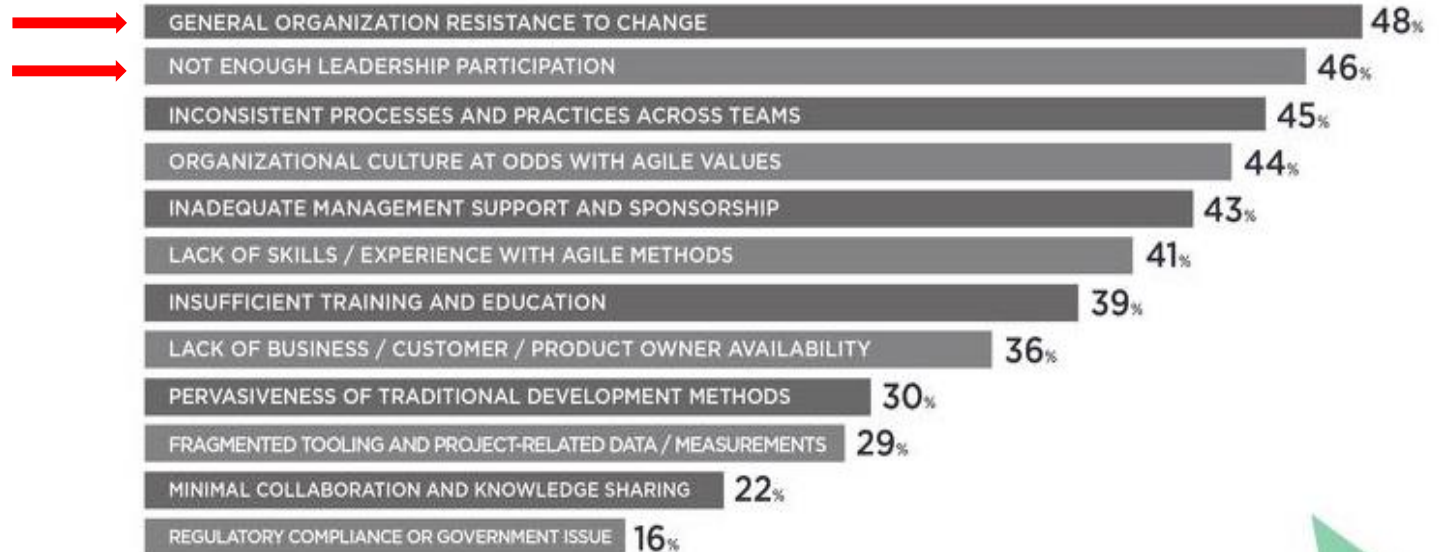 GENERAL ORGANIZATION RESISTANCE TO CHANGE 48%
NOT ENOUGH LEADERSHIP PARTICIPATION 46%
INCONSISTENT PROCESSES AND PRACTICES ACROSS TEAMS 45%
ORGANIZATIONAL CULTURE AT ODDS WITH AGILE VALUES 44%
INADEQUATE MANAGEMENT SUPPORT AND SPONSORSHIP 43%
LACK OF SKILLS / EXPERIENCE WITH AGILE METHODS 41%
INSUFFICIENT TRAINING AND EDUCATION 39%
LACK OF BUSINESS / CUSTOMER / PRODUCT OWNER AVAILABILITY 36%
PERVASIVENESS OF TRADITIONAL DEVELOPMENT METHODS 30%
FRAGMENTED TOOLING AND PROJECT-RELATED DATA / MEASUREMENTS 29%
MINIMAL COLLABORATION AND KNOWLEDGE SHARING 22%
REGULATORY COMPLIANCE OR GOVERNMENT ISSUE 16%